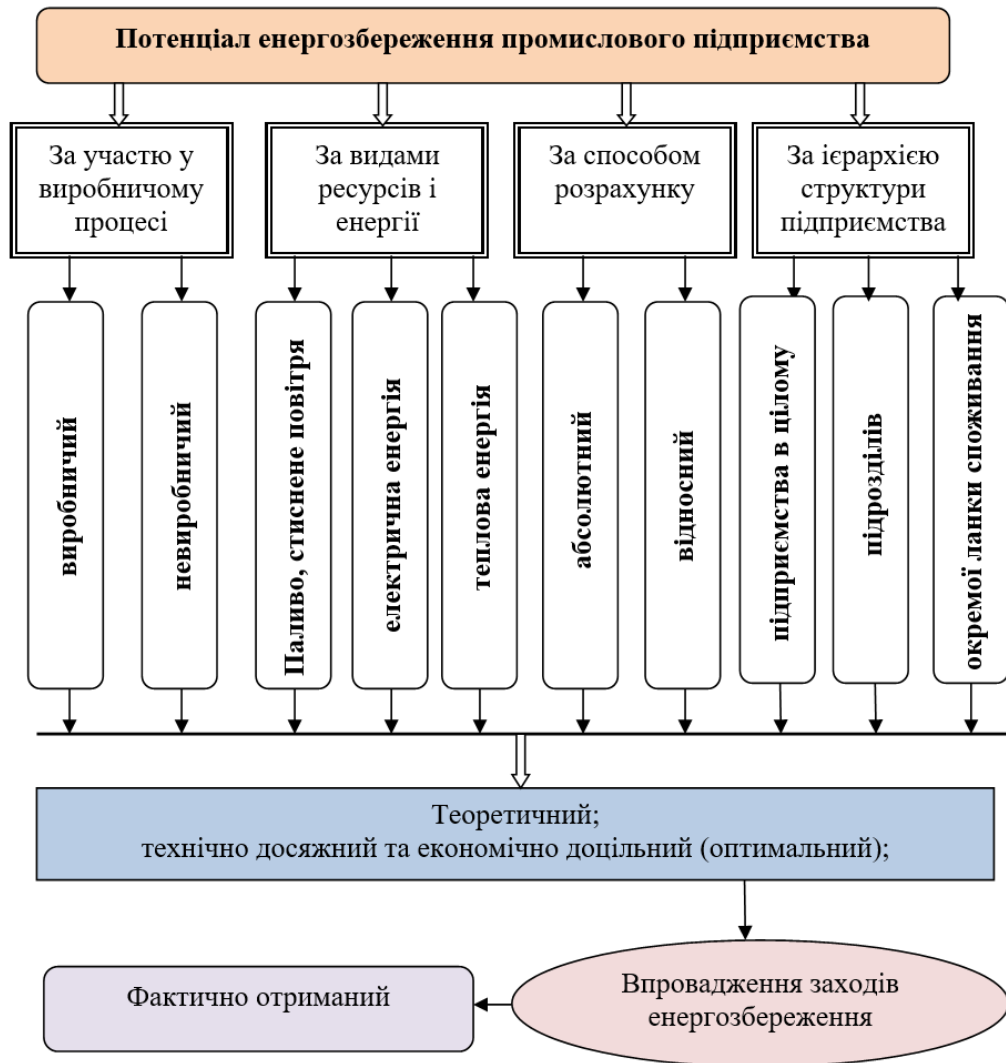 Потенціал енергозбереження промислового підприємства
За участю у
виробничому
процесі
За видами
ресурсів і
енергії
За способом
розрахунку
За ієрархією
структури
підприємства
виробничий
невиробничий
Паливо, стиснене повітря
електрична енергія
теплова енергія
абсолютний
відносний
підприємства в цілому
підрозділів
окремої ланки споживання
Теоретичний;
технічно досяжний та економічно доцільний (оптимальний);
Фактично отриманий
Впровадження заходів
енергозбереження